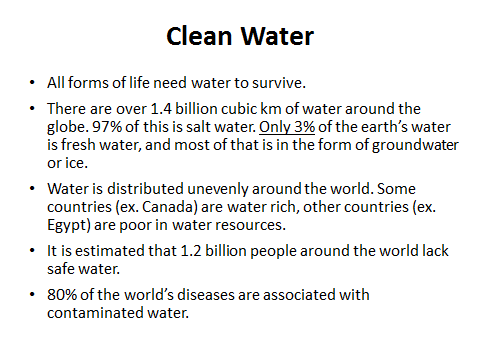 Clean Water
• All forms of life need water to survive.
• There are over 1.4 billion cubic km of water around the
globe. 97% of this is salt water. Only 3% of the earth's water
is fresh water, and most of that is in the form of groundwater
or ice.
• Water is distributed unevenly around the world. Some
countries (ex. Canada) are water rich, other countries (ex.
Egypt) are poor in water resources.
• It is estimated that 1.2 billion people around the world lack
safe water.
• 80% of the world's diseases are associated with
contaminated water.